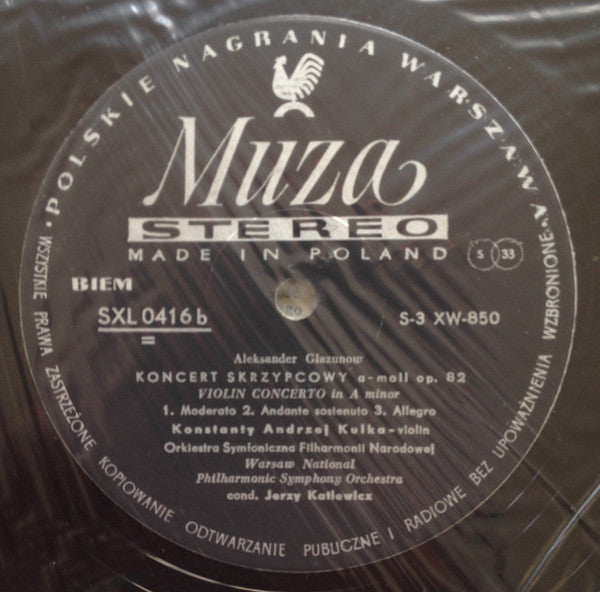 • POLSKIE NAGRANIA WARSZAWA •
Muza
STEREO
MADE IN POLAND
S 33
BIEM
SXL 0416 b
S-3 XW-850
Aleksander Glazunow
KONCERT SKRZYPCOWY a-moll op. 82
VIOLIN CONCERTO in A minor
1. Moderato 2. Andante sostenuto 3. Allegro
Konstanty Andrzej Kulka-violin
Orkiestra Symfoniczna Filharmonii Narodowej
Warsaw National
Philharmonic Symphony Orchestra
cond. Jerzy Katlewicz
WSZYSTKIE PRAWA ZASTRZEŻONE KOPIOWANIE ODTWARZANIE PUBLICZNE I RADIOWE BEZ UPOWAŻNIENIA WZBRONIONE